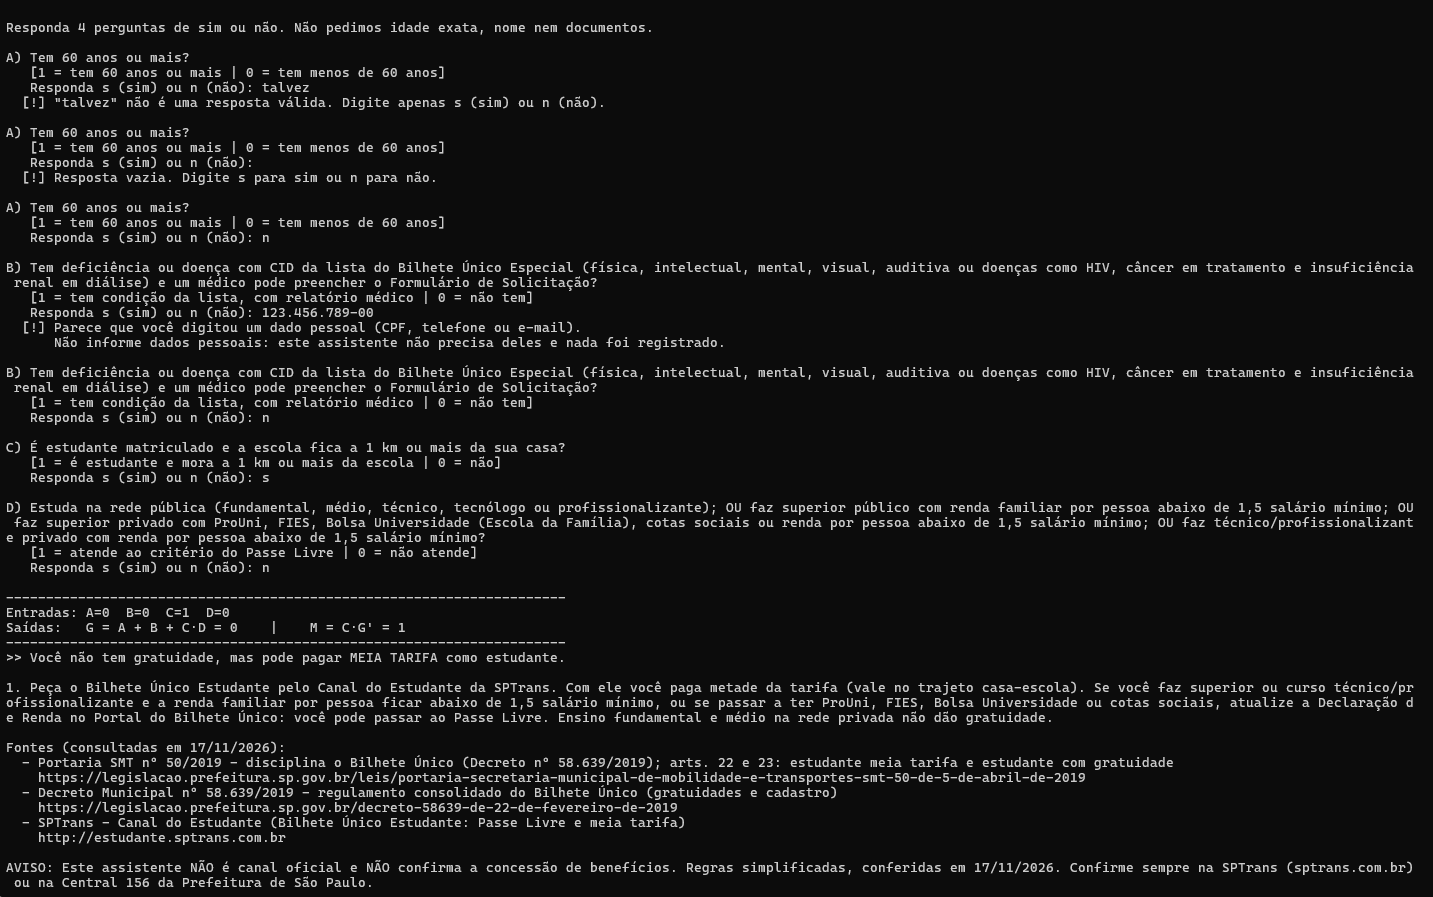 Responda 4 perguntas de sim ou não. Não pedimos idade exata, nome nem documentos.
A) Tem 60 anos ou mais?
[1 = tem 60 anos ou mais | 0 = tem menos de 60 anos]
Responda s (sim) ou n (não): talvez
[!] "talvez" não é uma resposta válida. Digite apenas s (sim) ou n (não).
A) Tem 60 anos ou mais?
[1 = tem 60 anos ou mais | 0 = tem menos de 60 anos]
Responda s (sim) ou n (não):
[!] Resposta vazia. Digite s para sim ou n para não.
A) Tem 60 anos ou mais?
[1 = tem 60 anos ou mais | 0 = tem menos de 60 anos]
Responda s (sim) ou n (não): n
B) Tem deficiência ou doença com CID da lista do Bilhete Único Especial (física, intelectual, mental, visual, auditiva ou doenças como HIV, câncer em tratamento e insuficiência
renal em diálise) e um médico pode preencher o Formulário de Solicitação?
[1 = tem condição da lista, com relatório médico | 0 = não tem]
Responda s (sim) ou n (não): 123.456.789-00
[!] Parece que você digitou um dado pessoal (CPF, telefone ou e-mail).
Não informe dados pessoais: este assistente não precisa deles e nada foi registrado.
B) Tem deficiência ou doença com CID da lista do Bilhete Único Especial (física, intelectual, mental, visual, auditiva ou doenças como HIV, câncer em tratamento e insuficiência
renal em diálise) e um médico pode preencher o Formulário de Solicitação?
[1 = tem condição da lista, com relatório médico | 0 = não tem]
Responda s (sim) ou n (não): n
C) É estudante matriculado e a escola fica a 1 km ou mais da sua casa?
[1 = é estudante e mora a 1 km ou mais da escola | 0 = não]
Responda s (sim) ou n (não): s
D) Estuda na rede pública (fundamental, médio, técnico, tecnólogo ou profissionalizante); OU faz superior público com renda familiar por pessoa abaixo de 1,5 salário mínimo; OU
faz superior privado com ProUni, FIES, Bolsa Universidade (Escola da Família), cotas sociais ou renda por pessoa abaixo de 1,5 salário mínimo; OU faz técnico/profissionalizant
e privado com renda por pessoa abaixo de 1,5 salário mínimo?
[1 = atende ao critério do Passe Livre | 0 = não atende]
Responda s (sim) ou n (não): n
----------------------------------------------------------------------
Entradas: A=0  B=0  C=1  D=0
Saídas:   G = A + B + C·D = 0    |    M = C·G' = 1
----------------------------------------------------------------------
>> Você não tem gratuidade, mas pode pagar MEIA TARIFA como estudante.
1. Peça o Bilhete Único Estudante pelo Canal do Estudante da SPTrans. Com ele você paga metade da tarifa (vale no trajeto casa-escola). Se você faz superior ou curso técnico/pr
ofissionalizante e a renda familiar por pessoa ficar abaixo de 1,5 salário mínimo, ou se passar a ter ProUni, FIES, Bolsa Universidade ou cotas sociais, atualize a Declaração d
e Renda no Portal do Bilhete Único: você pode passar ao Passe Livre. Ensino fundamental e médio na rede privada não dão gratuidade.
Fontes (consultadas em 17/11/2026):
- Portaria SMT nº 50/2019 - disciplina o Bilhete Único (Decreto nº 58.639/2019); arts. 22 e 23: estudante meia tarifa e estudante com gratuidade
https://legislacao.prefeitura.sp.gov.br/leis/portaria-secretaria-municipal-de-mobilidade-e-transportes-smt-50-de-5-de-abril-de-2019
- Decreto Municipal nº 58.639/2019 - regulamento consolidado do Bilhete Único (gratuidades e cadastro)
https://legislacao.prefeitura.sp.gov.br/decreto-58639-de-22-de-fevereiro-de-2019
- SPTrans - Canal do Estudante (Bilhete Único Estudante: Passe Livre e meia tarifa)
http://estudante.sptrans.com.br
AVISO: Este assistente NÃO é canal oficial e NÃO confirma a concessão de benefícios. Regras simplificadas, conferidas em 17/11/2026. Confirme sempre na SPTrans (sptrans.com.br)
ou na Central 156 da Prefeitura de São Paulo.